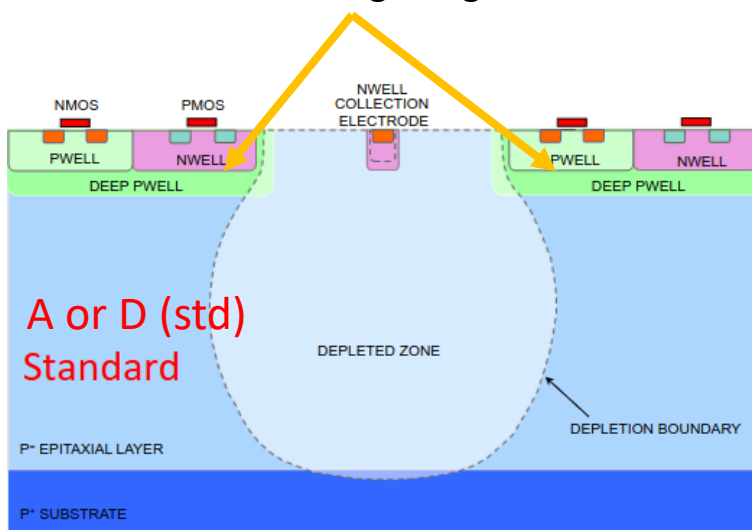 NMOS
PMOS
NWELL
COLLECTION
ELECTRODE
PWELL
NWELL
PWELL
NWELL
DEEP PWELL
DEEP PWELL
A or D (std)
Standard
DEPLETED ZONE
DEPLETION BOUNDARY
P⁼ EPITAXIAL LAYER
P⁺ SUBSTRATE